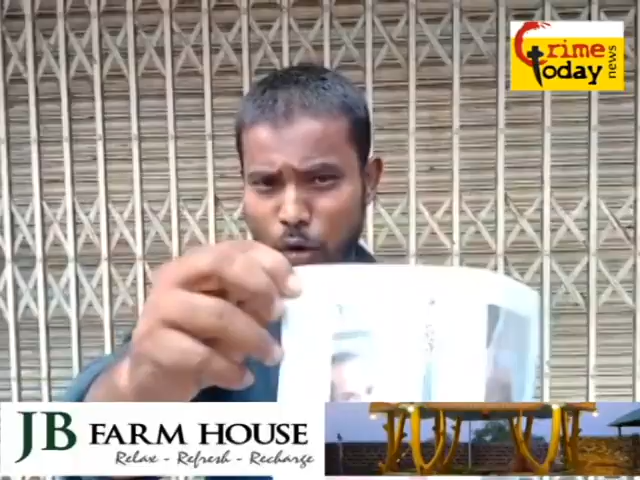 Crime
Today
news
JB FARM HOUSE
Relax - Refresh - Recharge